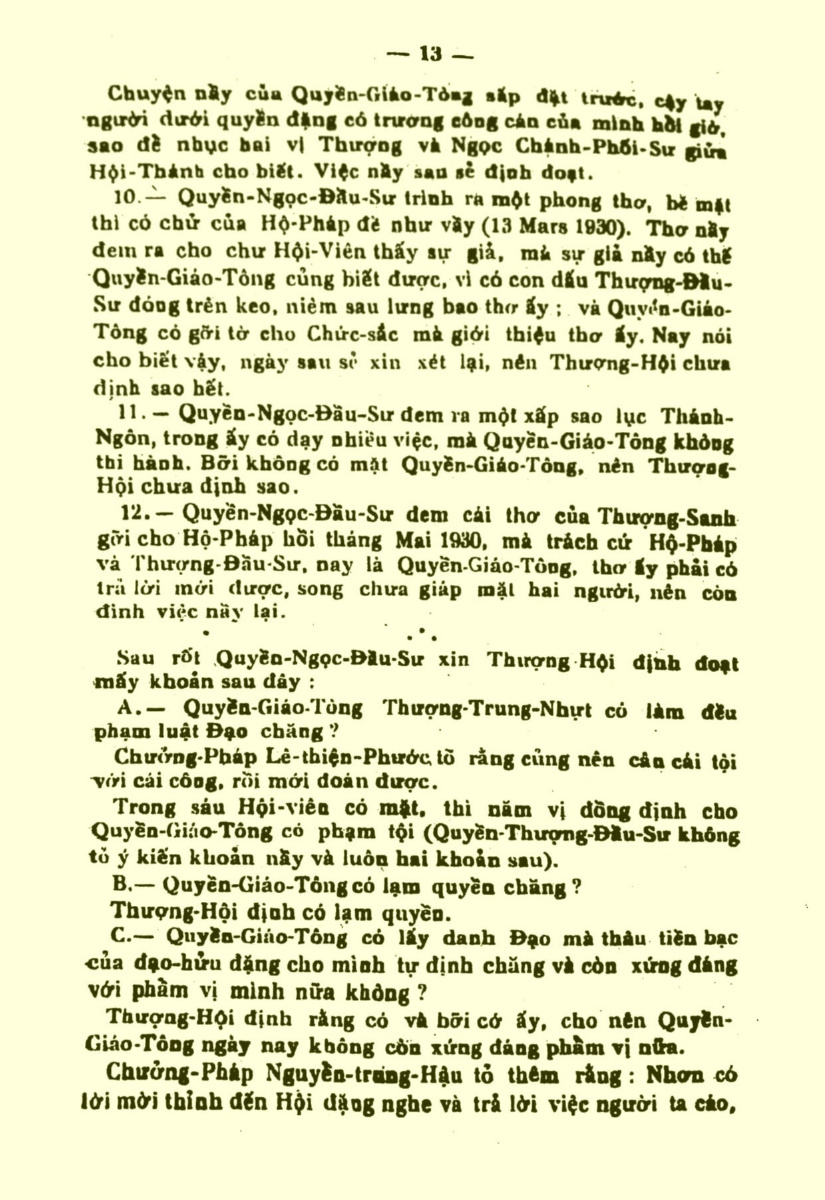 — 13 —
Chuyện nầy của Quyền-Giáo-Tông sắp đặt trước, cậy tay
người dưới quyền đặng có trương công cán của mình hồi giờ,
sao để nhục hai vị Thượng và Ngọc Chánh-Phối-Sư giữa
Hội-Thánh cho biết. Việc nầy sau sẻ định đoạt.
10.— Quyền-Ngọc-Đầu-Sư trình ra một phong thơ, bề mặt
thì có chử của Hộ-Pháp đề như vầy (13 Mars 1930). Thơ nầy
đem ra cho chư Hội-Viên thấy sự giả, mà sự giả nầy có thể
Quyền-Giáo-Tông củng biết được, vì có con dấu Thượng-Đầu-
Sư đóng trên keo, niêm sau lưng bao thơ ấy ; và Quyền-Giáo-
Tông có gỡi tờ cho Chức-sắc mà giới thiệu thơ ấy. Nay nói
cho biết vậy, ngày sau sẻ xin xét lại, nên Thượng-Hội chưa
định sao hết.
11.— Quyền-Ngọc-Đầu-Sư đem ra một xấp sao lục Thánh-
Ngôn, trong ấy có dạy nhiều việc, mà Quyền-Giáo-Tông không
thi hành. Bỡi không có mặt Quyền-Giáo-Tông, nên Thượng-
Hội chưa định sao.
12.— Quyền-Ngọc-Đầu-Sư đem cái thơ của Thượng-Sanh
gỡi cho Hộ-Pháp hồi tháng Mai 1930, mà trách cứ Hộ-Pháp
và Thượng-Đầu-Sư, nay là Quyền-Giáo-Tông, thơ ấy phải có
trả lời mới được, song chưa giáp mặt hai người, nên còn
đình việc nầy lại.
Sau rốt Quyền-Ngọc-Đầu-Sư xin Thượng-Hội định đoạt
mấy khoản sau đây :
A.— Quyền-Giáo-Tông Thượng-Trung-Nhựt có làm đều
phạm luật Đạo chăng ?
Chưởng-Pháp Lê-thiện-Phước tỏ rằng củng nên cân cái tội
với cái công, rồi mới đoán được.
Trong sáu Hội-viên có mặt, thì năm vị đồng định cho
Quyền-Giáo-Tông có phạm tội (Quyền-Thượng-Đầu-Sư không
tỏ ý kiến khoản nầy và luôn hai khoản sau).
B.— Quyền-Giáo-Tông có lạm quyền chăng ?
Thượng-Hội định có lạm quyền.
C.— Quyền-Giáo-Tông có lấy danh Đạo mà thâu tiền bạc
của đạo-hửu đặng cho mình tự định chăng và còn xứng đáng
với phẩm vị mình nữa không ?
Thượng-Hội định rằng có và bỡi cớ ấy, cho nên Quyền-
Giáo-Tông ngày nay không còn xứng đáng phẩm vị nữa.
Chưởng-Pháp Nguyễn-trung-Hậu tỏ thêm rằng : Nhơn có
lời mời thỉnh đến Hội đặng nghe và trả lời việc người ta cáo,